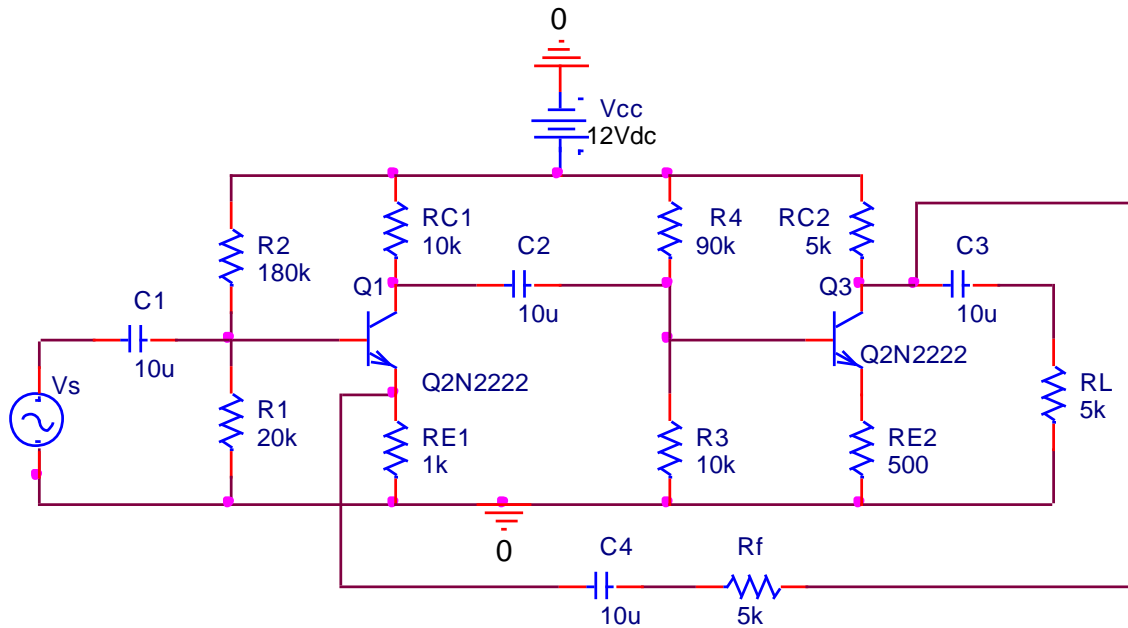 0
Vcc
12Vdc
R2
180k
RC1
10k
R4
90k
RC2
5k
C1
10u
C2
10u
C3
10u
Q1
Q3
Q2N2222
Q2N2222
Vs
R1
20k
RE1
1k
R3
10k
RE2
500
RL
5k
0
C4
10u
Rf
5k